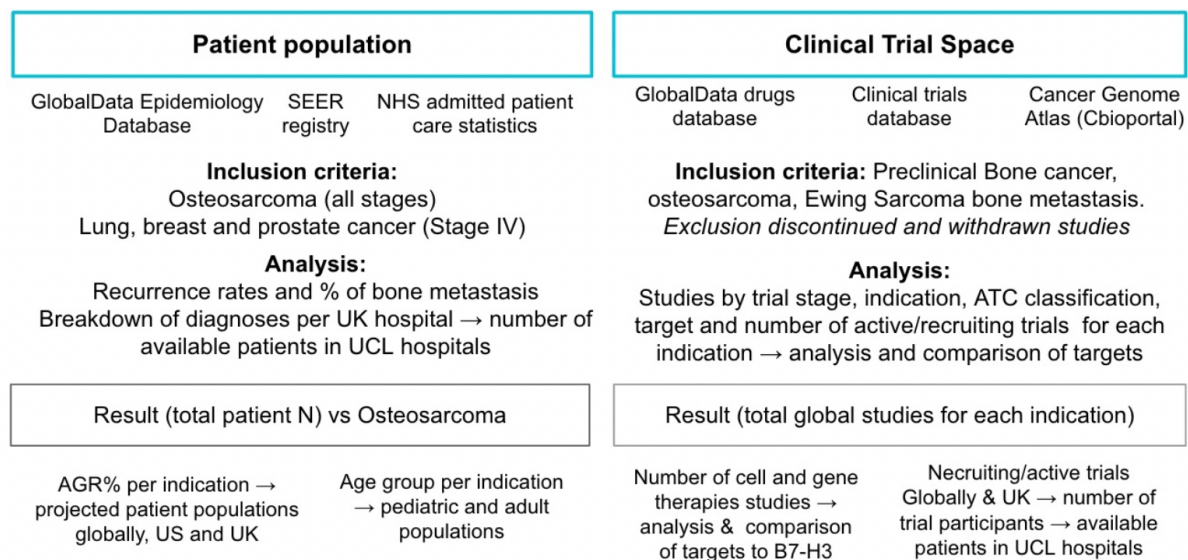 Patient population
GlobalData Epidemiology Database
SEER registry
NHS admitted patient care statistics
Inclusion criteria:
Osteosarcoma (all stages)
Lung, breast and prostate cancer (Stage IV)
Analysis:
Recurrence rates and % of bone metastasis
Breakdown of diagnoses per UK hospital → number of
available patients in UCL hospitals
Result (total patient N) vs Osteosarcoma
AGR% per indication →
projected patient populations
globally, US and UK
Age group per indication
→ pediatric and adult
populations
Clinical Trial Space
GlobalData drugs
database
Clinical trials
database
Cancer Genome
Atlas (Cbioportal)
Inclusion criteria: Preclinical Bone cancer,
osteosarcoma, Ewing Sarcoma bone metastasis.
Exclusion discontinued and withdrawn studies
Analysis:
Studies by trial stage, indication, ATC classification,
target and number of active/recruiting trials for each
indication → analysis and comparison of targets
Result (total global studies for each indication)
Number of cell and gene
therapies studies →
analysis & comparison
of targets to B7-H3
Necruiting/active trials
Globally & UK → number of
trial participants → available
patients in UCL hospitals